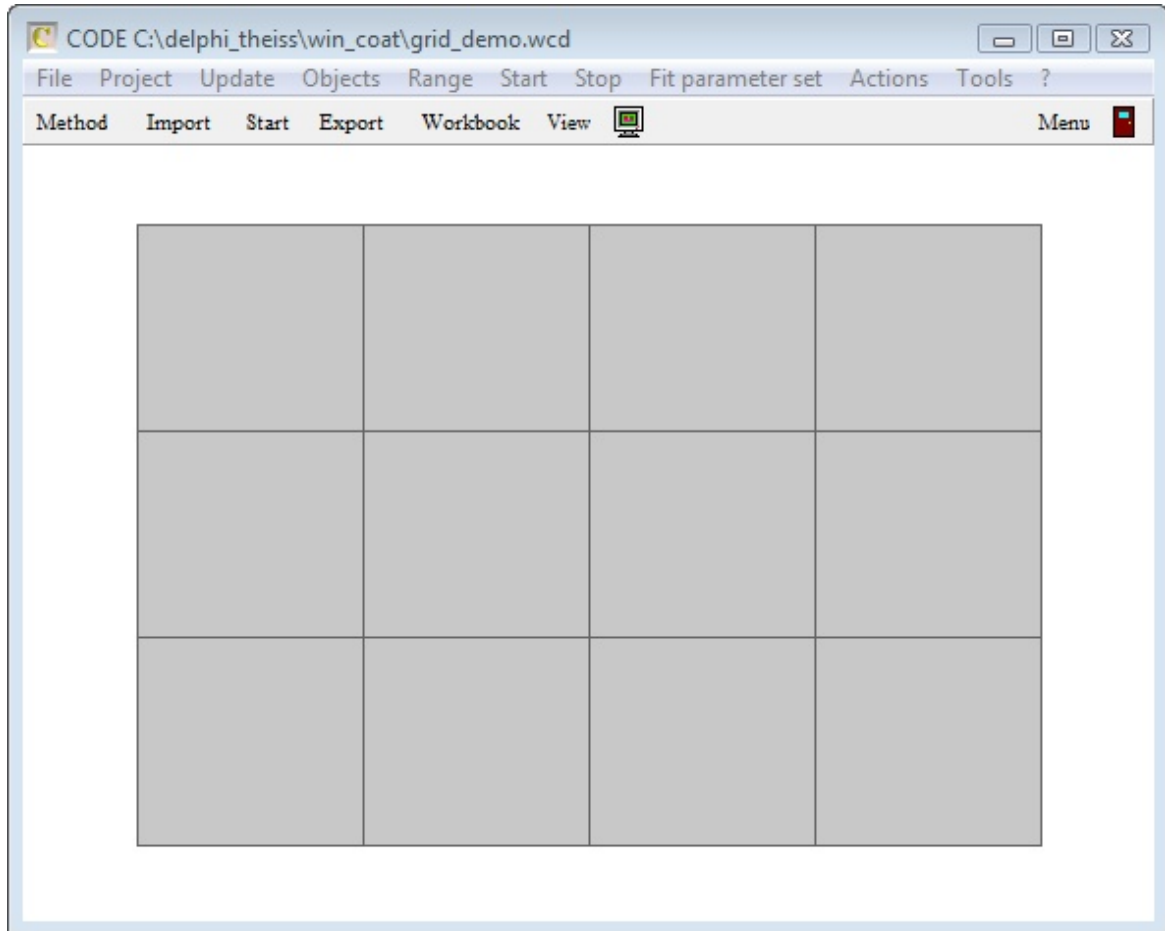 CODE C:\delphi_theiss\win_coat\grid_demo.wcd
File Project Update Objects Range Start Stop Fit parameter set Actions Tools ?
Method Import Start Export Workbook View Menu